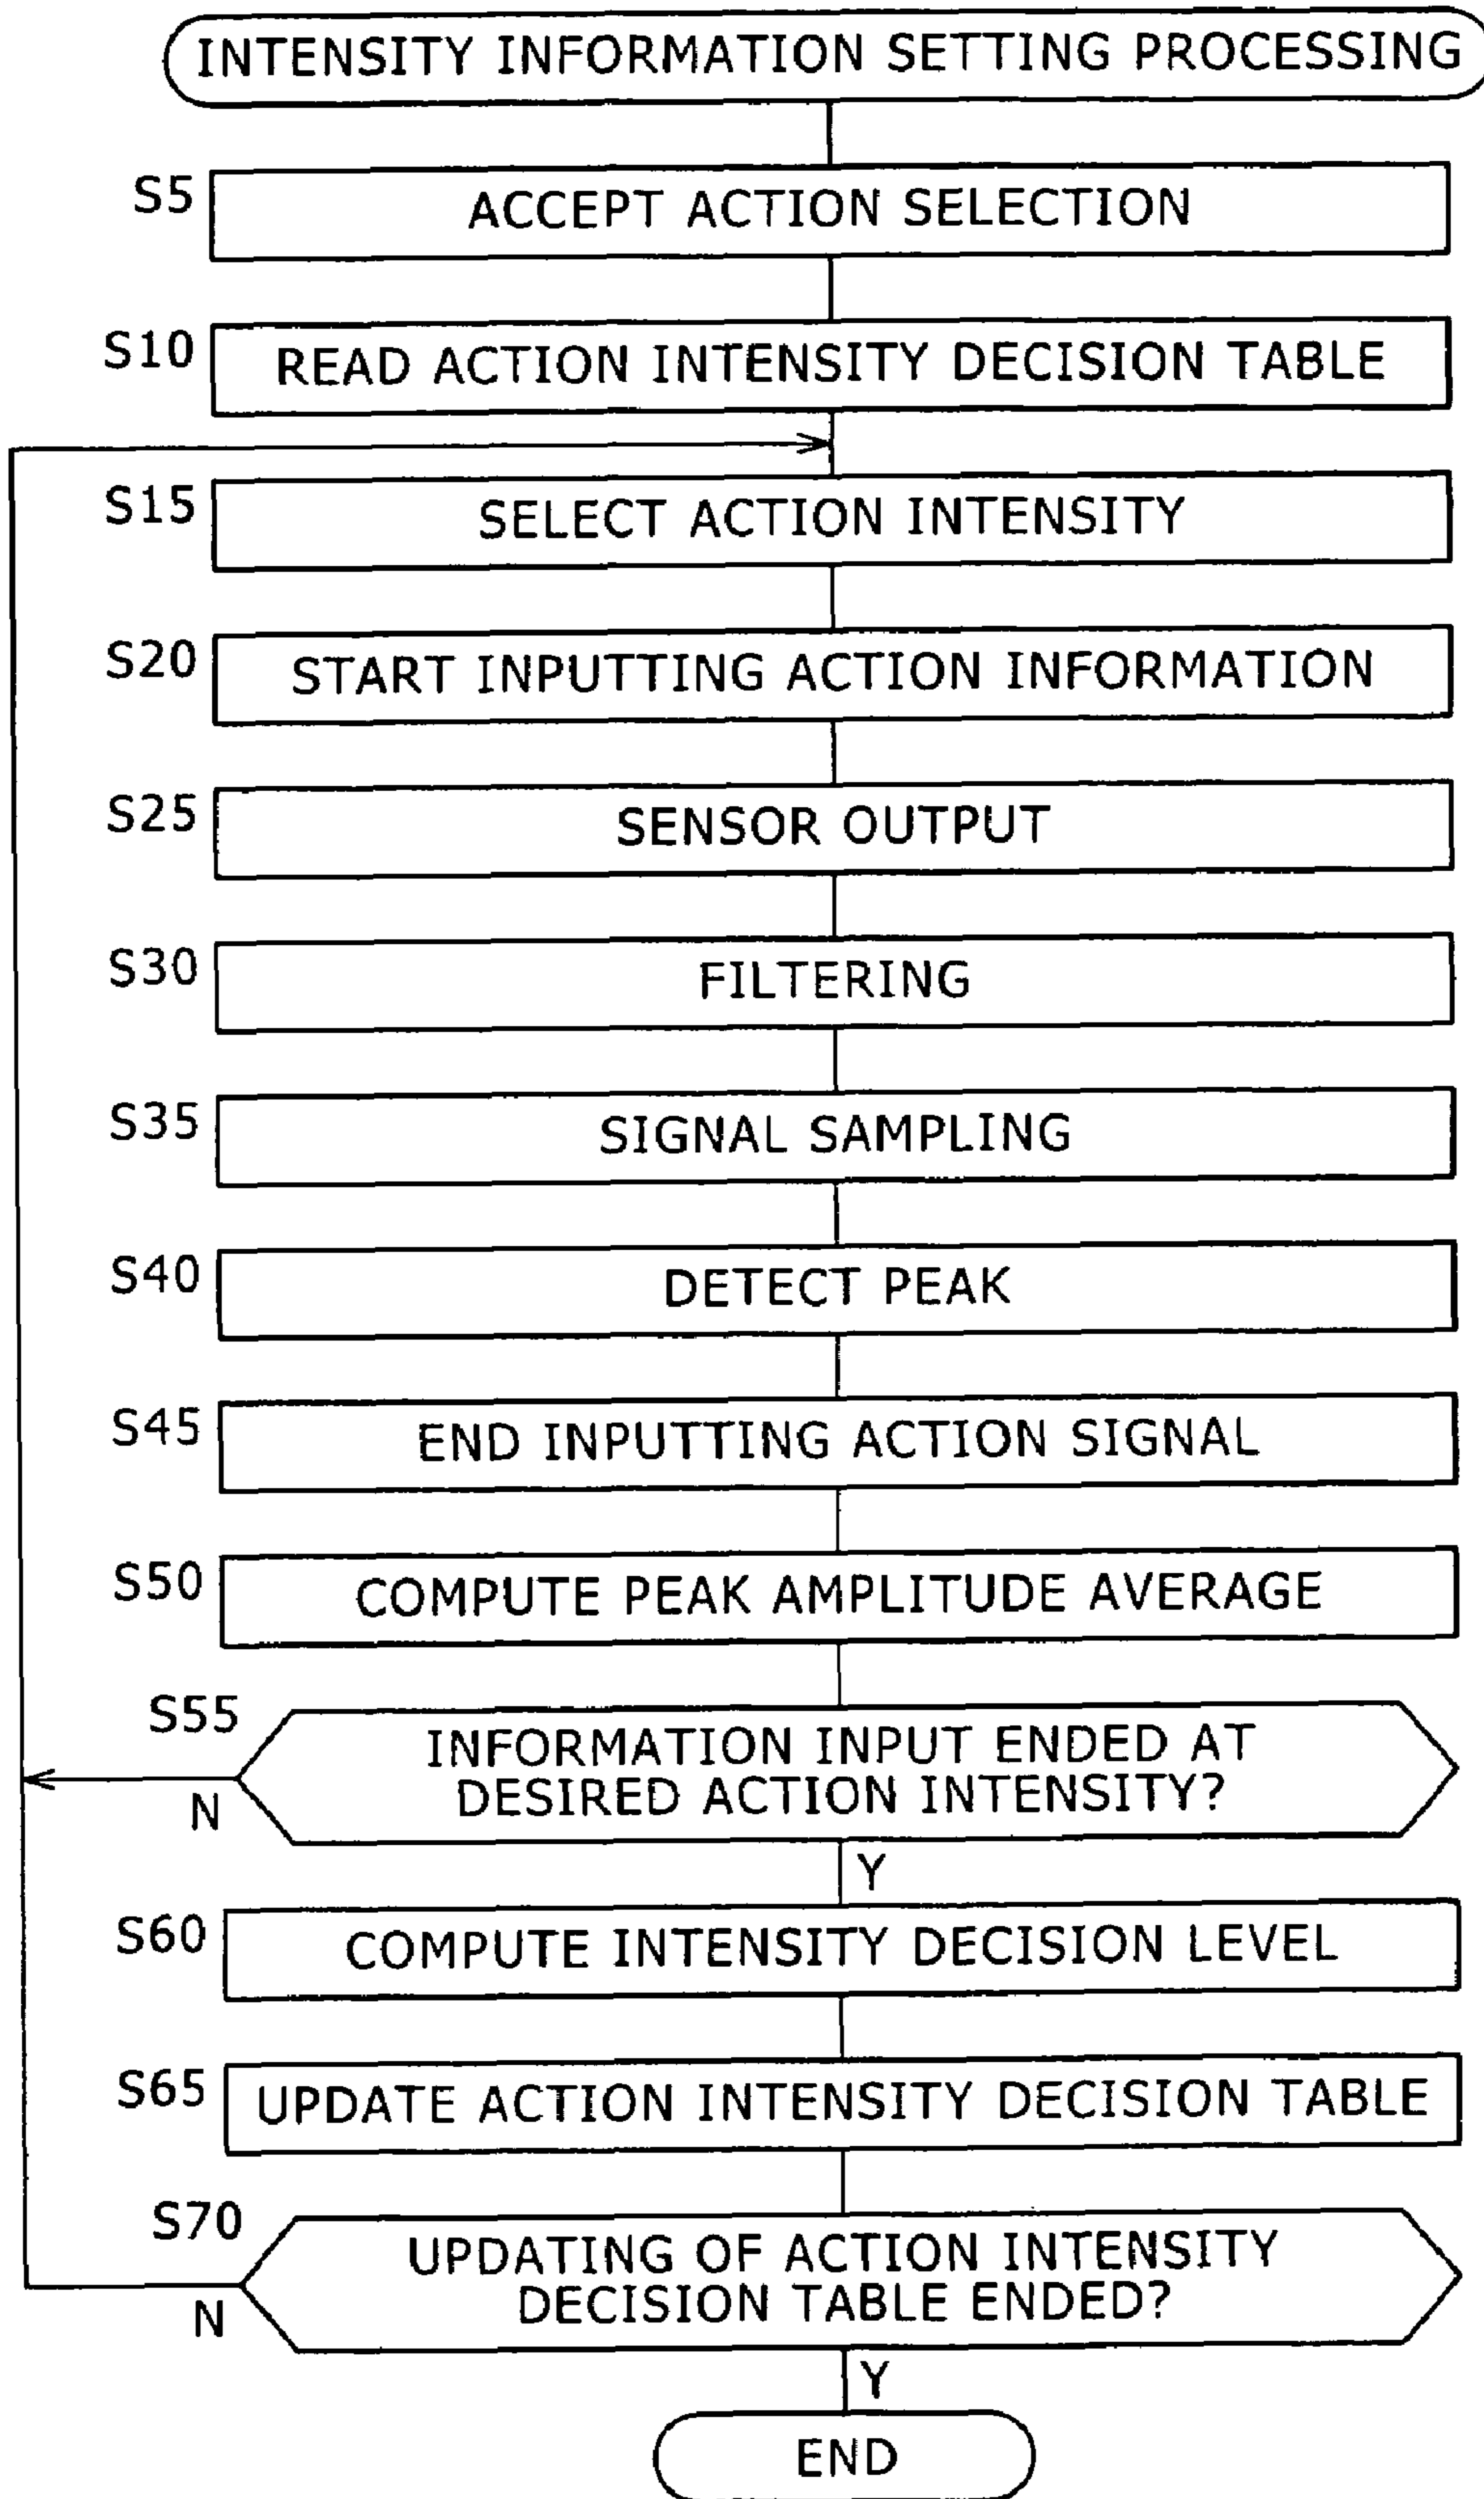 INTENSITY INFORMATION SETTING PROCESSING
S5
ACCEPT ACTION SELECTION
S10
READ ACTION INTENSITY DECISION TABLE
S15
SELECT ACTION INTENSITY
S20
START INPUTTING ACTION INFORMATION
S25
SENSOR OUTPUT
S30
FILTERING
S35
SIGNAL SAMPLING
S40
DETECT PEAK
S45
END INPUTTING ACTION SIGNAL
S50
COMPUTE PEAK AMPLITUDE AVERAGE
S55
INFORMATION INPUT ENDED AT
DESIRED ACTION INTENSITY?
N
Y
S60
COMPUTE INTENSITY DECISION LEVEL
S65
UPDATE ACTION INTENSITY DECISION TABLE
S70
UPDATING OF ACTION INTENSITY
DECISION TABLE ENDED?
N
Y
END